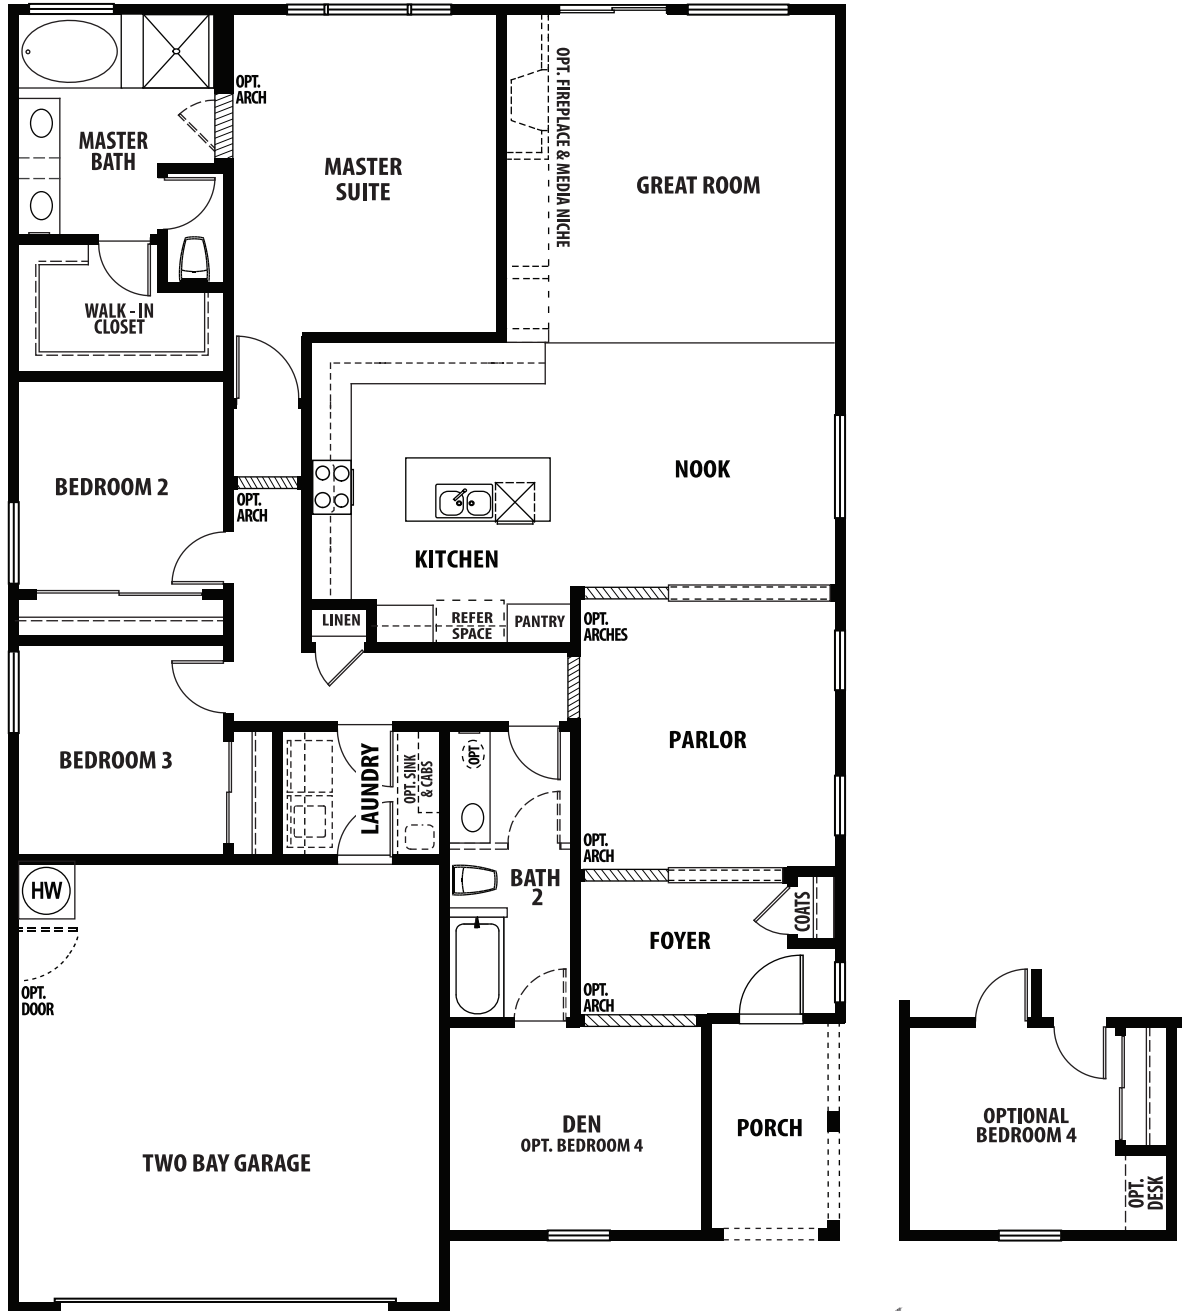 OPT.
ARCH
MASTER
BATH
MASTER
SUITE
OPT. FIREPLACE & MEDIA NICHE
GREAT ROOM
WALK - IN
CLOSET
BEDROOM 2
OPT.
ARCH
NOOK
KITCHEN
LINEN
REFER
SPACE
PANTRY
OPT.
ARCHES
BEDROOM 3
LAUNDRY
OPT. SINK
& CABS
OPT
PARLOR
OPT.
ARCH
HW
BATH
2
COATS
FOYER
OPT.
DOOR
OPT.
ARCH
DEN
OPT. BEDROOM 4
PORCH
TWO BAY GARAGE
OPTIONAL
BEDROOM 4
OPT.
DESK